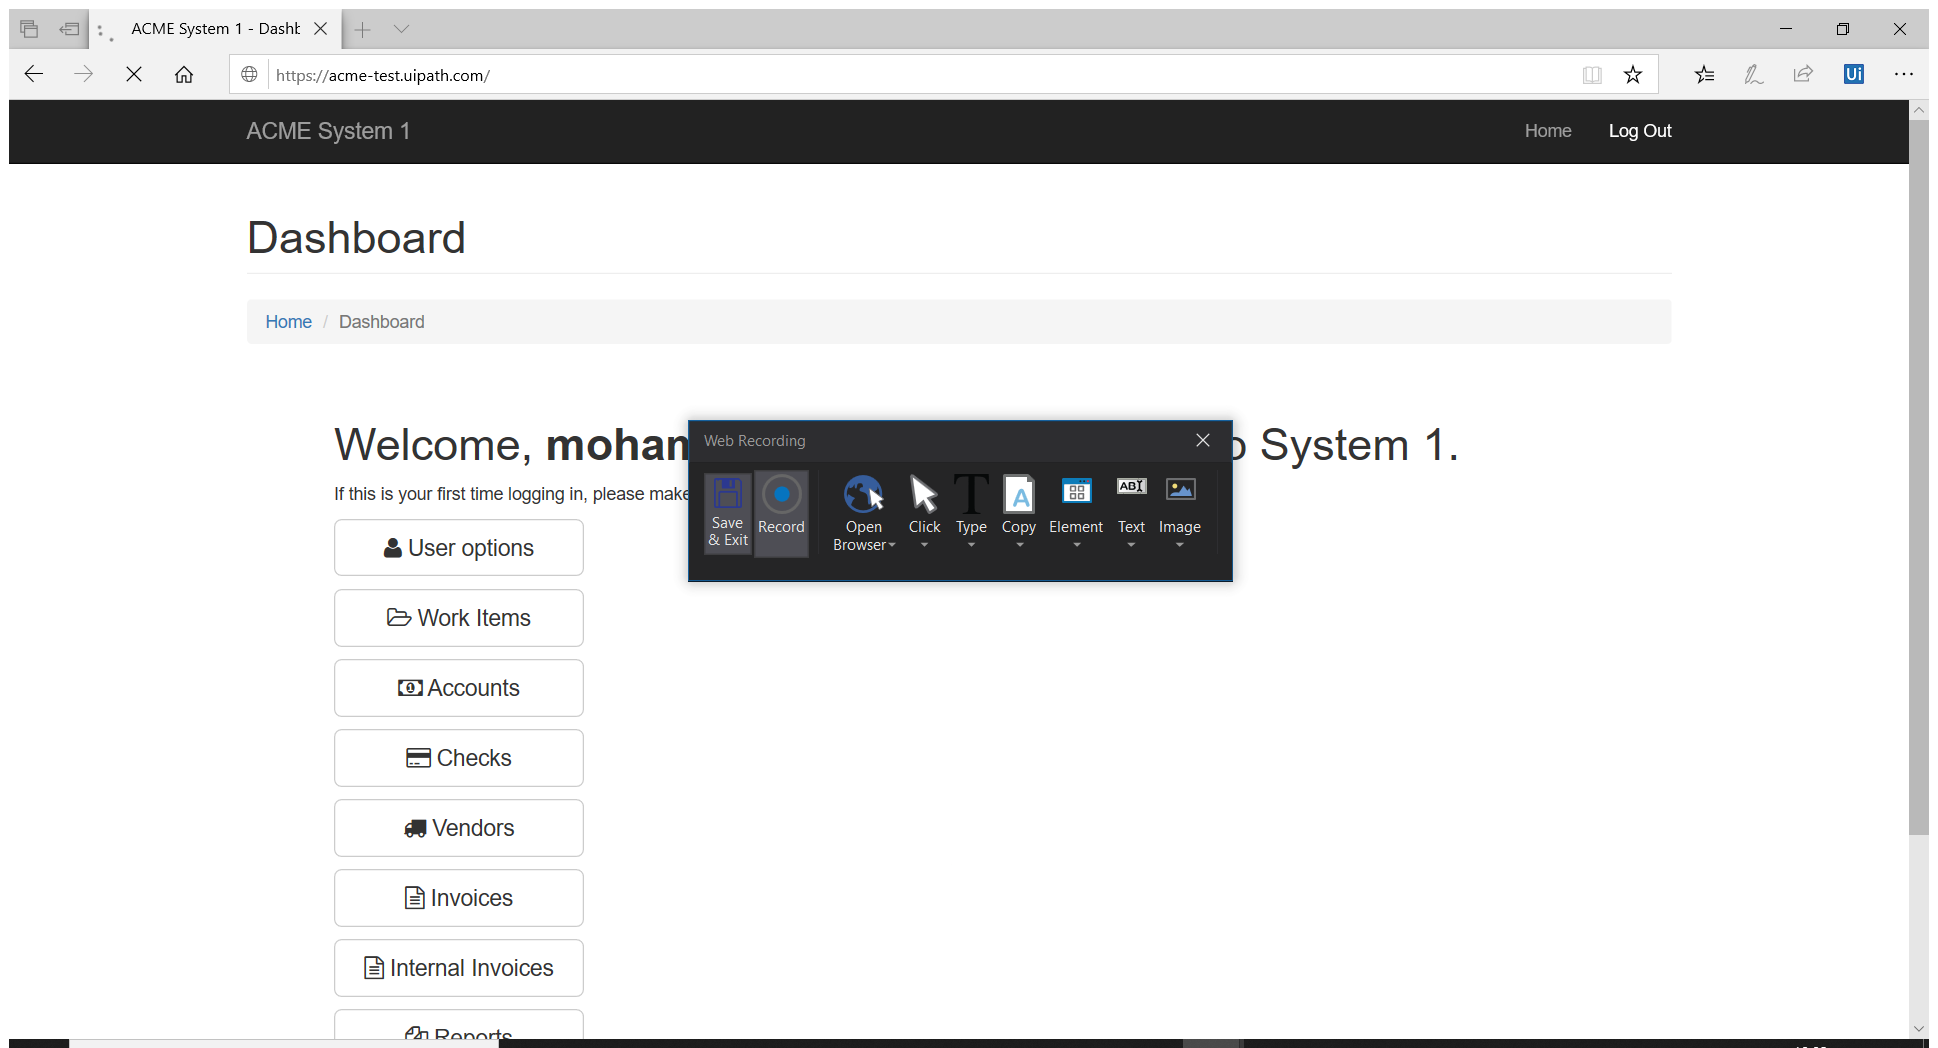 ACME System 1 - Dashb
https://acme-test.uipath.com/
Ui
ACME System 1
Home
Log Out
Dashboard
Home / Dashboard
Welcome, System 1.
If this is your first time logging in, please make
Web Recording
Save & Exit
Record
Open Browser
Click
Type
Copy
Element
Text
Image
User options
Work Items
Accounts
Checks
Vendors
Invoices
Internal Invoices
Reports